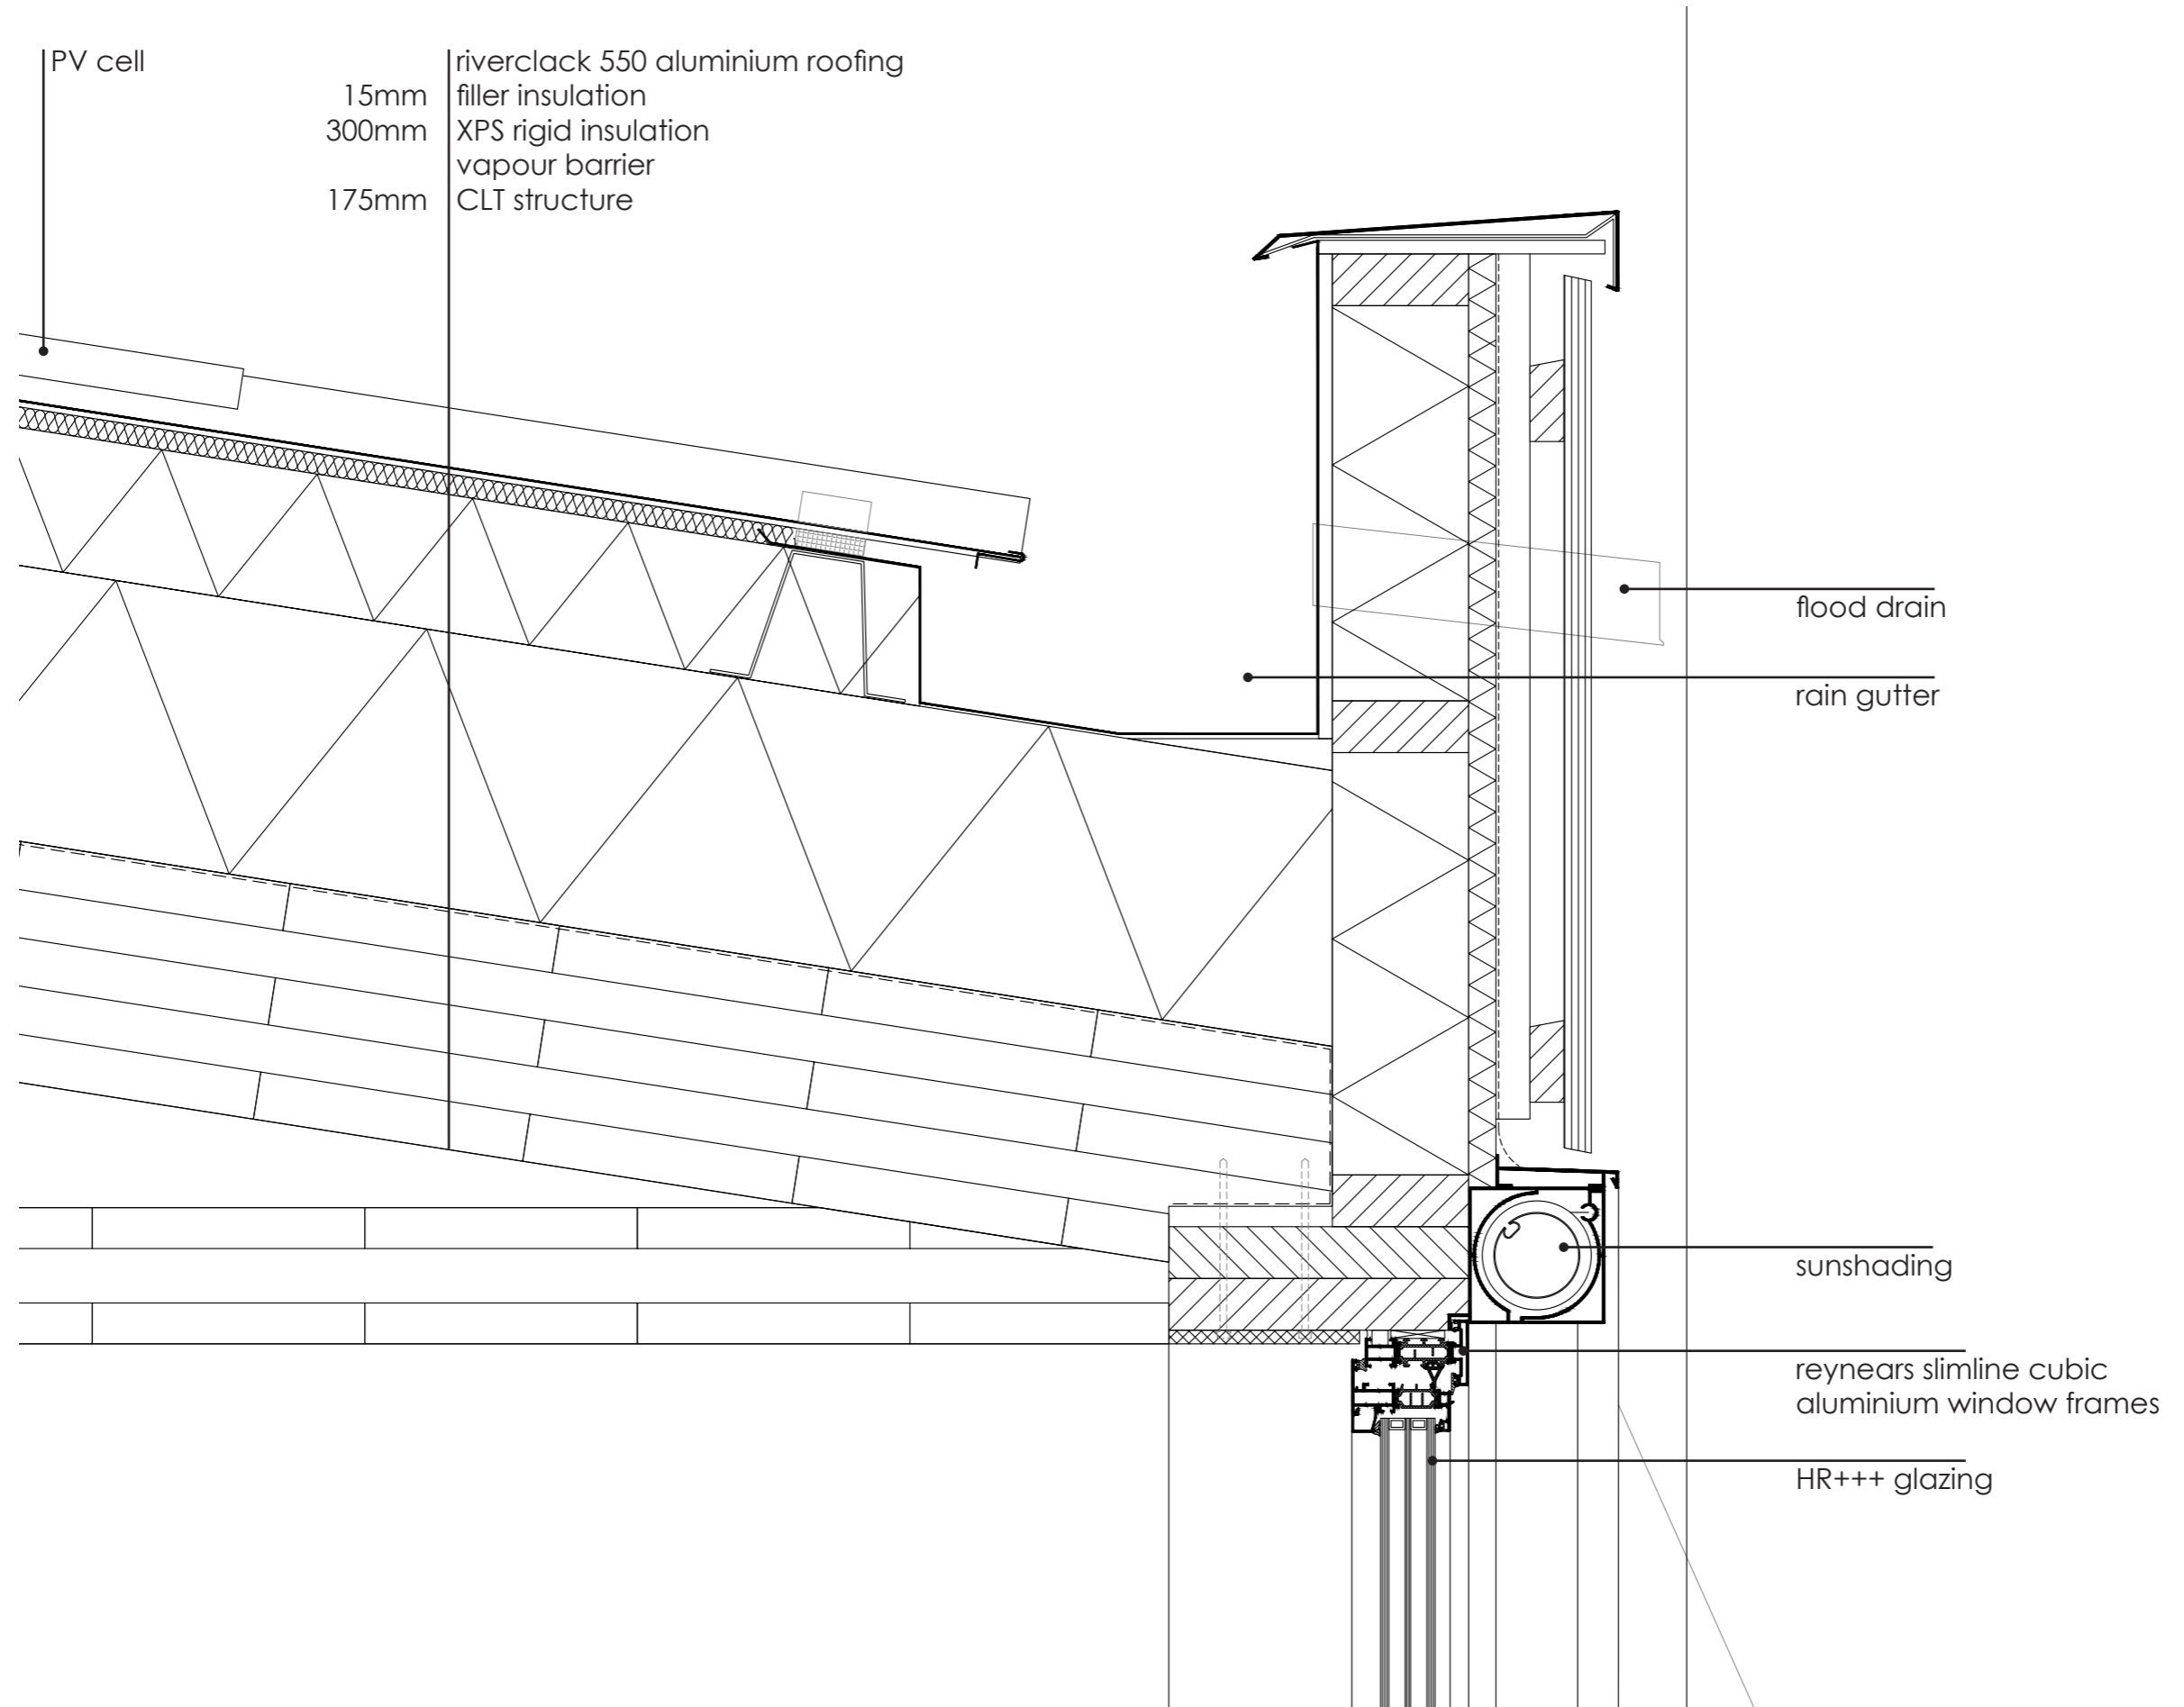 PV cell
riverclack 550 aluminium roofing
15mm filler insulation
300mm XPS rigid insulation
vapour barrier
175mm CLT structure
flood drain
rain gutter
sunshading
reynears slimline cubic
aluminium window frames
HR+++ glazing